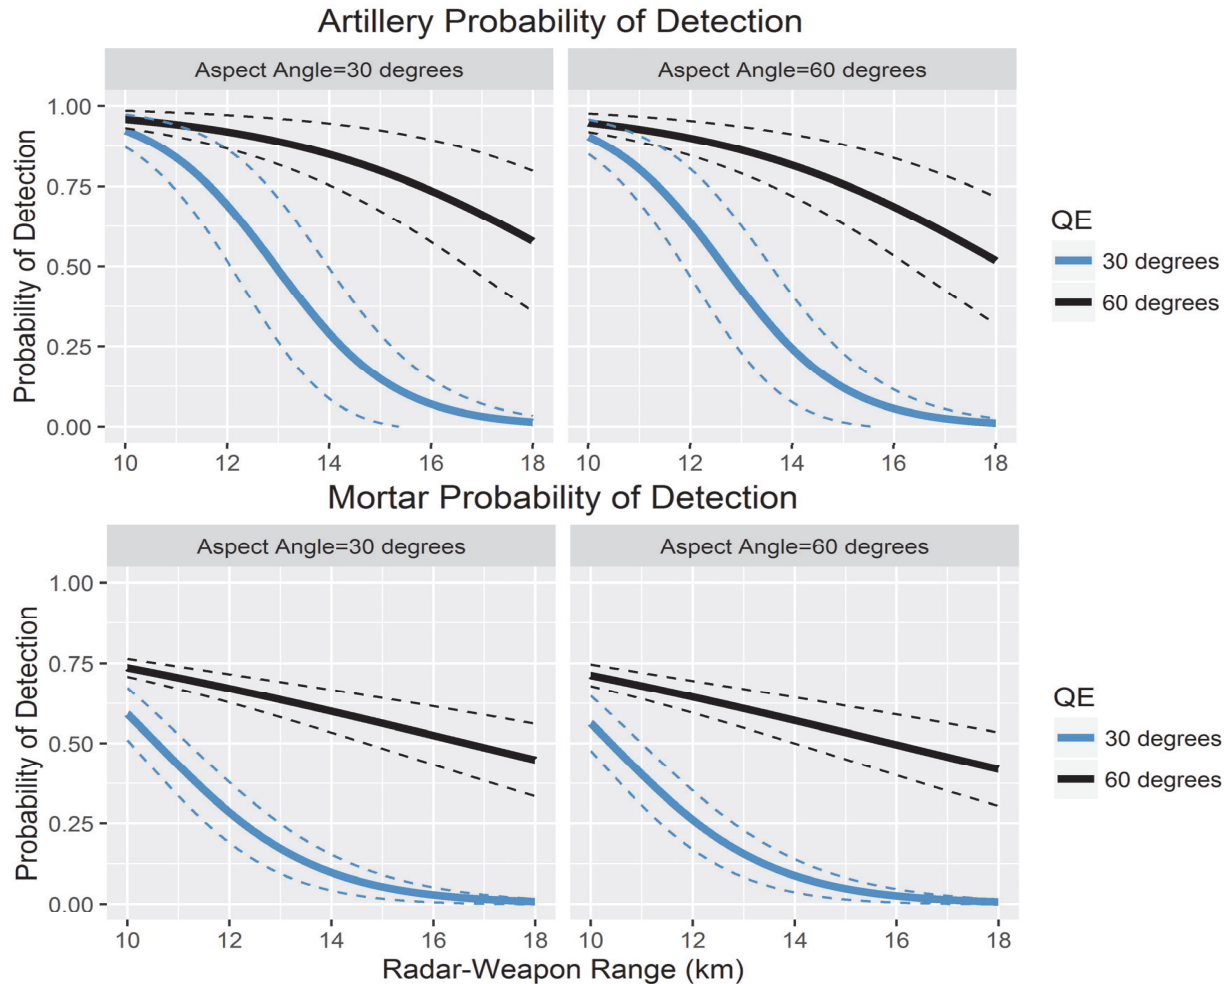 Artillery Probability of Detection
Aspect Angle=30 degrees
Aspect Angle=60 degrees
Probability of Detection
1.00
0.75
0.50
0.25
0.00
10 12 14 16 18
10 12 14 16 18
QE
30 degrees
60 degrees
Mortar Probability of Detection
Aspect Angle=30 degrees
Aspect Angle=60 degrees
Probability of Detection
1.00
0.75
0.50
0.25
0.00
10 12 14 16 18
10 12 14 16 18
Radar-Weapon Range (km)
QE
30 degrees
60 degrees